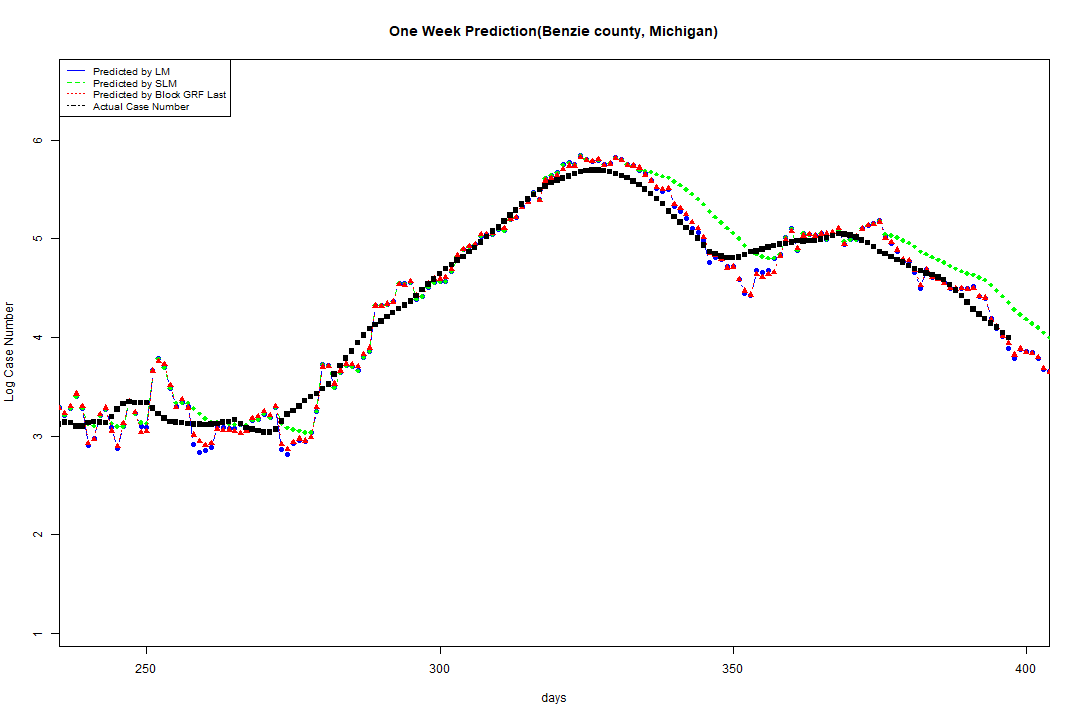 One Week Prediction(Benzie county, Michigan)
Predicted by LM
Predicted by SLM
Predicted by Block GRF Last
Actual Case Number
Log Case Number
6
5
4
3
2
1
250 300 350 400
days